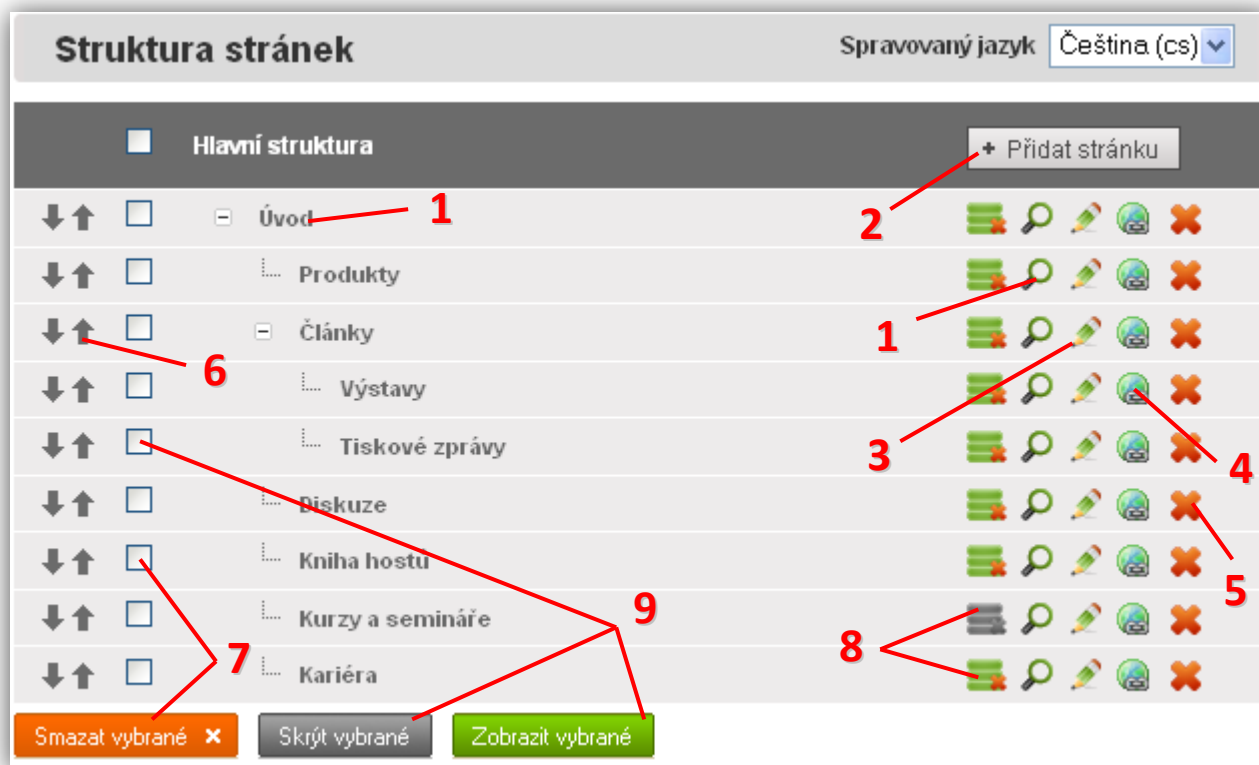 Struktura stránek
Spravovaný jazyk Čeština (cs)
Hlavní struktura
+ Přidat stránku
Úvod 1
2
Produkty
1
Články
6
3
Výstavy
4
Tiskové zprávy
Diskuze
5
Kniha hostů
9
Kurzy a semináře
8
7
Kariéra
Smazat vybrané × Skrýt vybrané Zobrazit vybrané